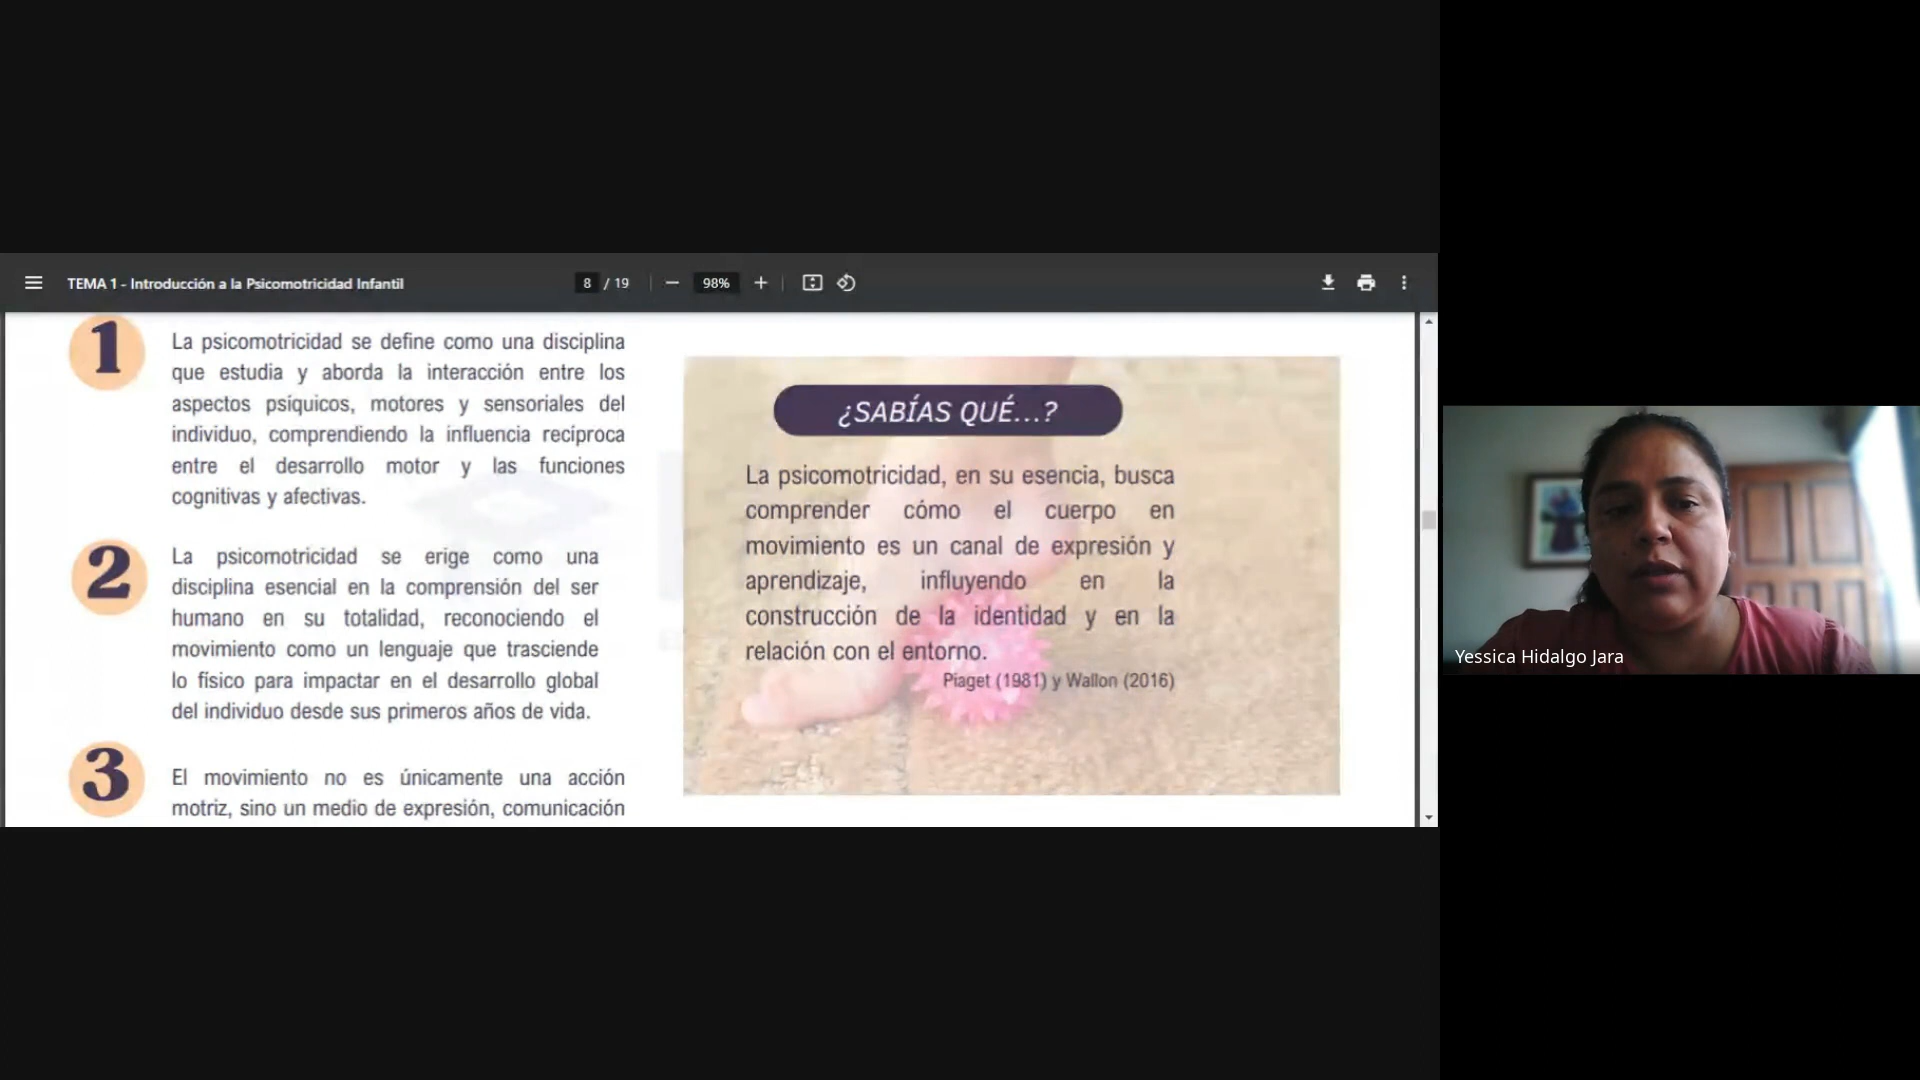 TEMA 1 - Introducción a la Psicomotricidad Infantil
8 / 19
98%
1
La psicomotricidad se define como una disciplina
que estudia y aborda la interacción entre los
aspectos psíquicos, motores y sensoriales del
individuo, comprendiendo la influencia recíproca
entre el desarrollo motor y las funciones
cognitivas y afectivas.
2
La psicomotricidad se erige como una
disciplina esencial en la comprensión del ser
humano en su totalidad, reconociendo el
movimiento como un lenguaje que trasciende
lo físico para impactar en el desarrollo global
del individuo desde sus primeros años de vida.
3
El movimiento no es únicamente una acción
motriz, sino un medio de expresión, comunicación
¿SABÍAS QUÉ...?
La psicomotricidad, en su esencia, busca
comprender cómo el cuerpo en
movimiento es un canal de expresión y
aprendizaje, influyendo en la
construcción de la identidad y en la
relación con el entorno.
Piaget (1981) y Wallon (2016)
Yessica Hidalgo Jara